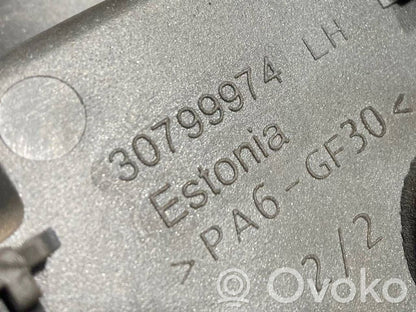 30799974 LH
Estonia
>PA6-GF30<
2/2
Ovoko